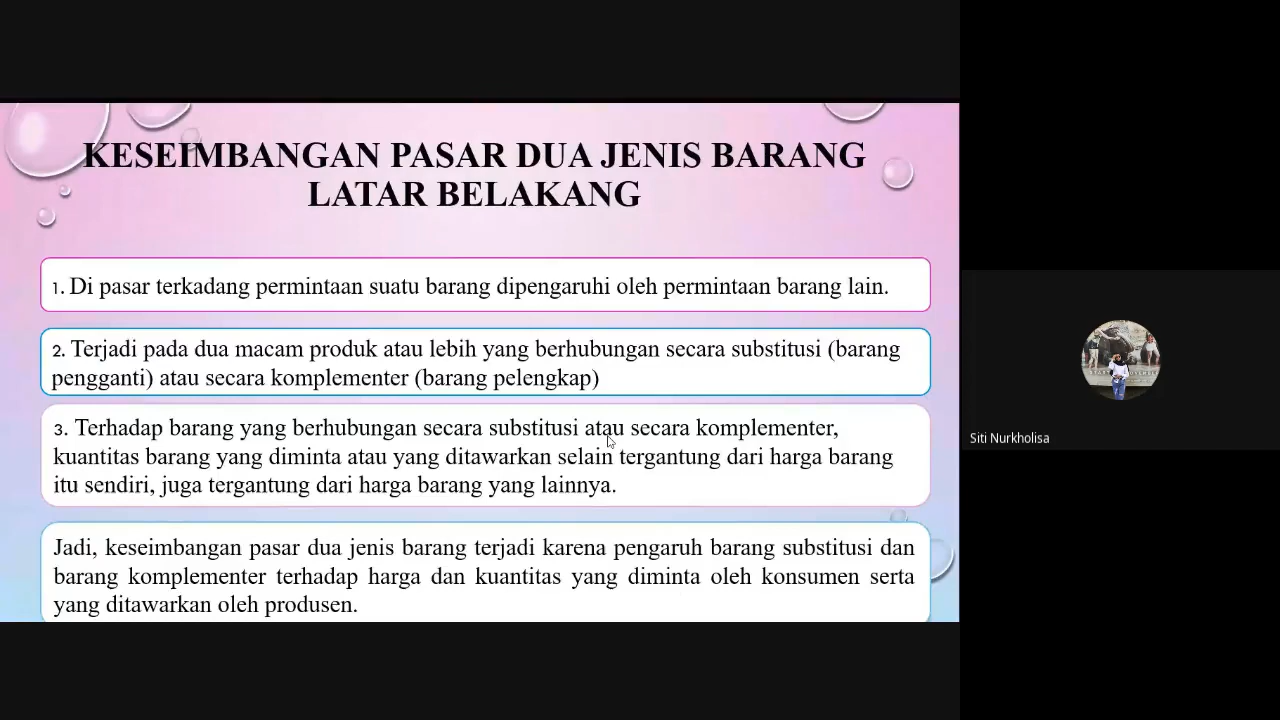 KESEIMBANGAN PASAR DUA JENIS BARANG
LATAR BELAKANG
1. Di pasar terkadang permintaan suatu barang dipengaruhi oleh permintaan barang lain.
2. Terjadi pada dua macam produk atau lebih yang berhubungan secara substitusi (barang
pengganti) atau secara komplementer (barang pelengkap)
3. Terhadap barang yang berhubungan secara substitusi atau secara komplementer,
kuantitas barang yang diminta atau yang ditawarkan selain tergantung dari harga barang
itu sendiri, juga tergantung dari harga barang yang lainnya.
Jadi, keseimbangan pasar dua jenis barang terjadi karena pengaruh barang substitusi dan
barang komplementer terhadap harga dan kuantitas yang diminta oleh konsumen serta
yang ditawarkan oleh produsen.
Siti Nurkholisa